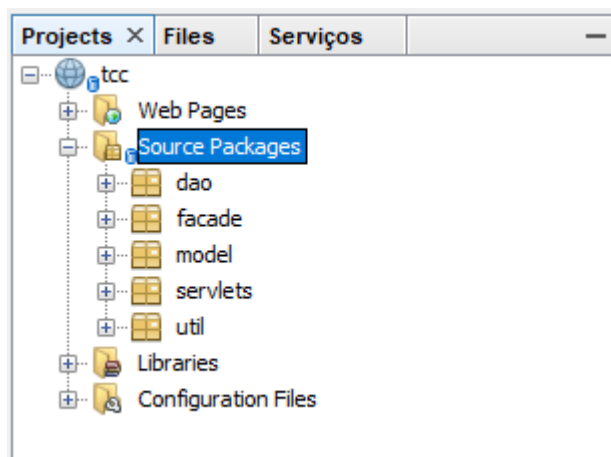 Projects Files Serviços
tcc
Web Pages
Source Packages
dao
facade
model
servlets
util
Libraries
Configuration Files